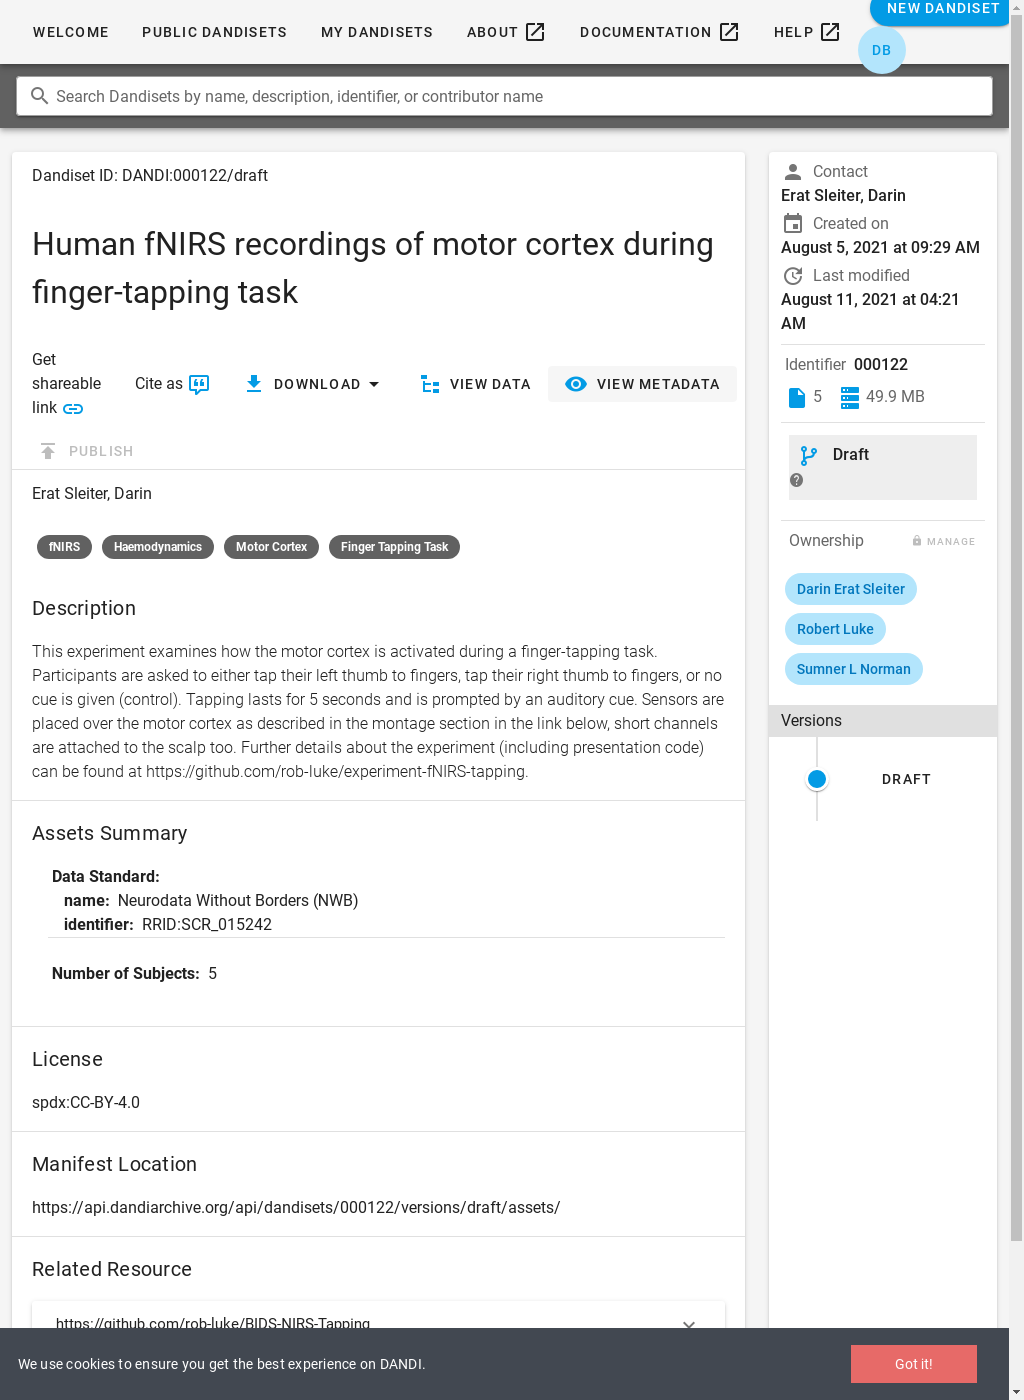 WELCOME PUBLIC DANDISETS MY DANDISETS ABOUT DOCUMENTATION HELP NEW DANDISET
DB
Search Dandisets by name, description, identifier, or contributor name
Dandiset ID: DANDI:000122/draft
Human fNIRS recordings of motor cortex during
finger-tapping task
Get
shareable
link
Cite as
DOWNLOAD
VIEW DATA
VIEW METADATA
PUBLISH
Erat Sleiter, Darin
fNIRS Haemodynamics Motor Cortex Finger Tapping Task
Description
This experiment examines how the motor cortex is activated during a finger-tapping task.
Participants are asked to either tap their left thumb to fingers, tap their right thumb to fingers, or no
cue is given (control). Tapping lasts for 5 seconds and is prompted by an auditory cue. Sensors are
placed over the motor cortex as described in the montage section in the link below, short channels
are attached to the scalp too. Further details about the experiment (including presentation code)
can be found at https://github.com/rob-luke/experiment-fNIRS-tapping.
Assets Summary
Data Standard:
name: Neurodata Without Borders (NWB)
identifier: RRID:SCR_015242
Number of Subjects: 5
License
spdx:CC-BY-4.0
Manifest Location
https://api.dandiarchive.org/api/dandisets/000122/versions/draft/assets/
Related Resource
https://github.com/rob-luke/BIDS-NIRS-Tapping
Contact
Erat Sleiter, Darin
Created on
August 5, 2021 at 09:29 AM
Last modified
August 11, 2021 at 04:21
AM
Identifier 000122
5 49.9 MB
Draft
Ownership MANAGE
Darin Erat Sleiter
Robert Luke
Sumner L Norman
Versions
DRAFT
We use cookies to ensure you get the best experience on DANDI.
Got it!